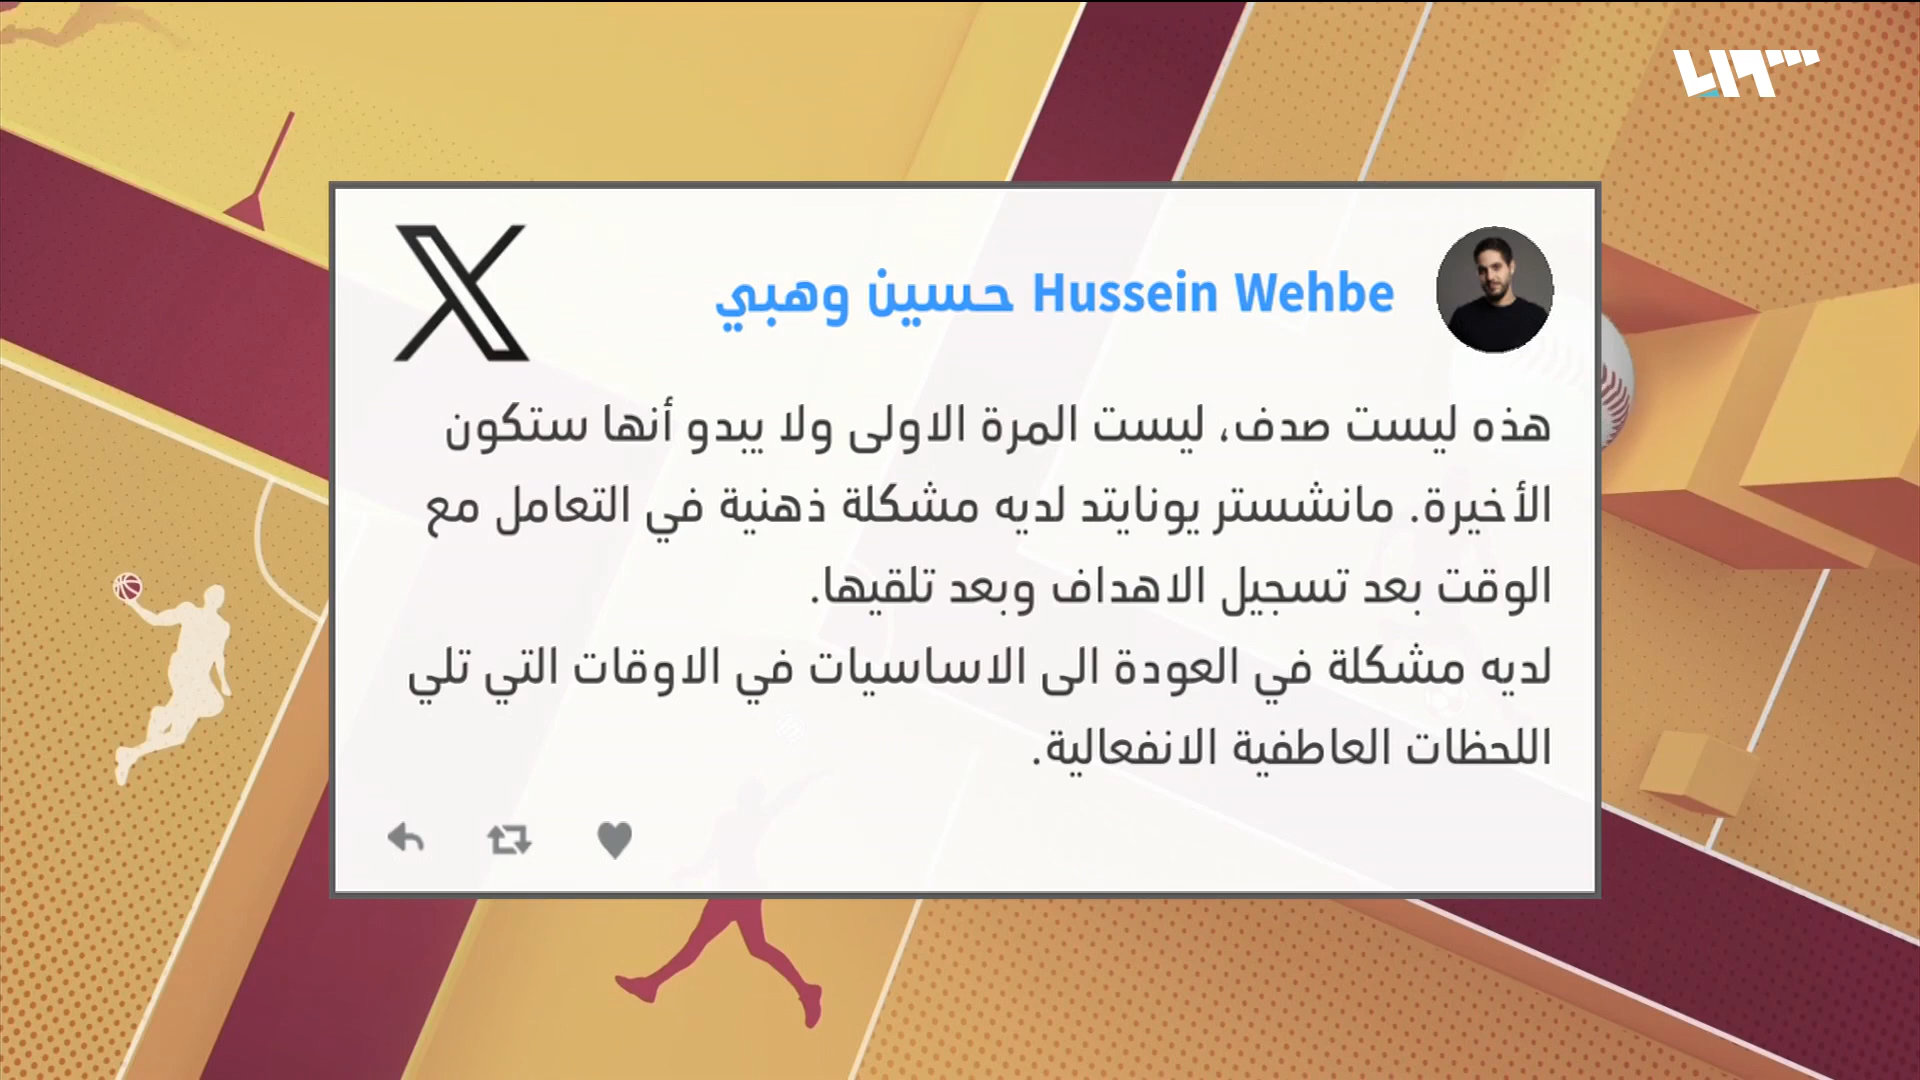 Hussein Wehbe حسين وهبي
هذه ليست صدف، ليست المرة الاولى ولا يبدو أنها ستكون
الأخيرة. مانشستر يونايتد لديه مشكلة ذهنية في التعامل مع
الوقت بعد تسجيل الاهداف وبعد تلقيها.
لديه مشكلة في العودة الى الاساسيات في الاوقات التي تلي
اللحظات العاطفية الانفعالية.